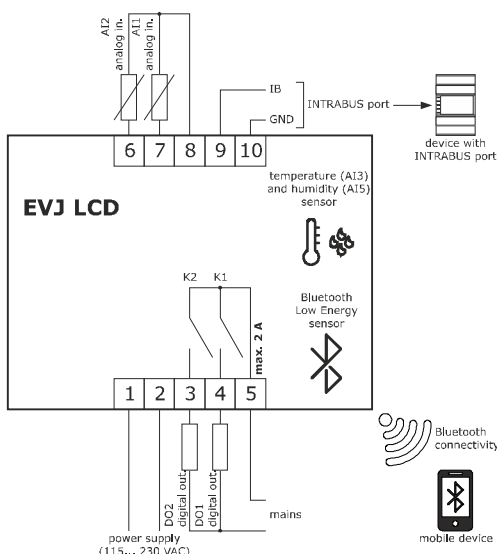 AI2
analog in.
AI1
analog in.
IB
GND
INTRABUS port
device with
INTRABUS port
6 7 8 9 10
EVJ LCD
temperature (AI3)
and humidity (AI5)
sensor
K2 K1
Bluetooth
Low Energy
sensor
max. 2 A
1 2 3 4 5
DO2
digital out.
DO1
digital out.
mains
Bluetooth
connectivity
power supply
(115... 230 VAC)
mobile device